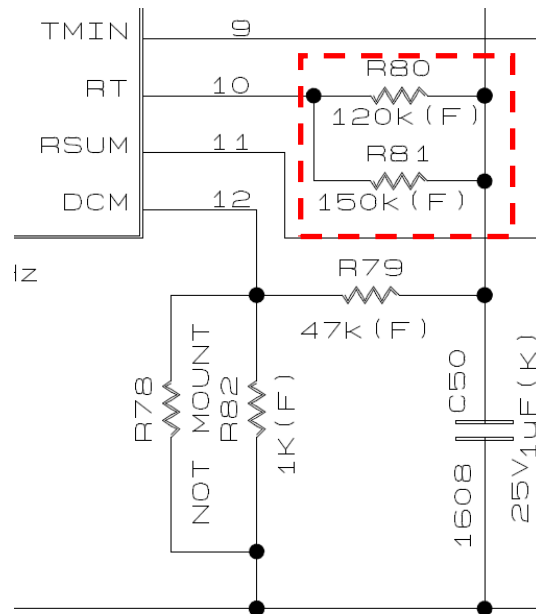 TMIN
9
R80
RT
10
120k(F)
RSUM
11
R81
DCM
12
150k(F)
Hz
R79
47k(F)
R78
NOT MOUNT
R82
1K(F)
C50
1608
25V
1uF(K)